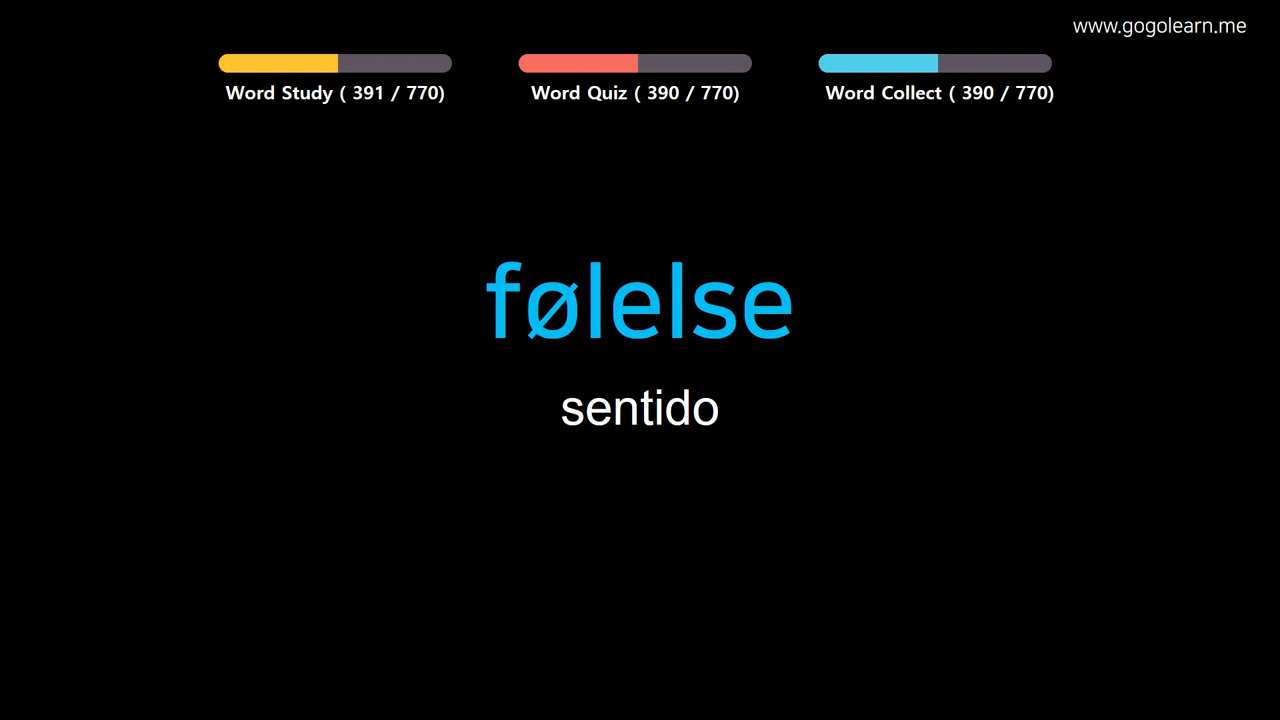 www.gogolearn.me
Word Study ( 391 / 770)
Word Quiz ( 390 / 770)
Word Collect ( 390 / 770)
følelse
sentido